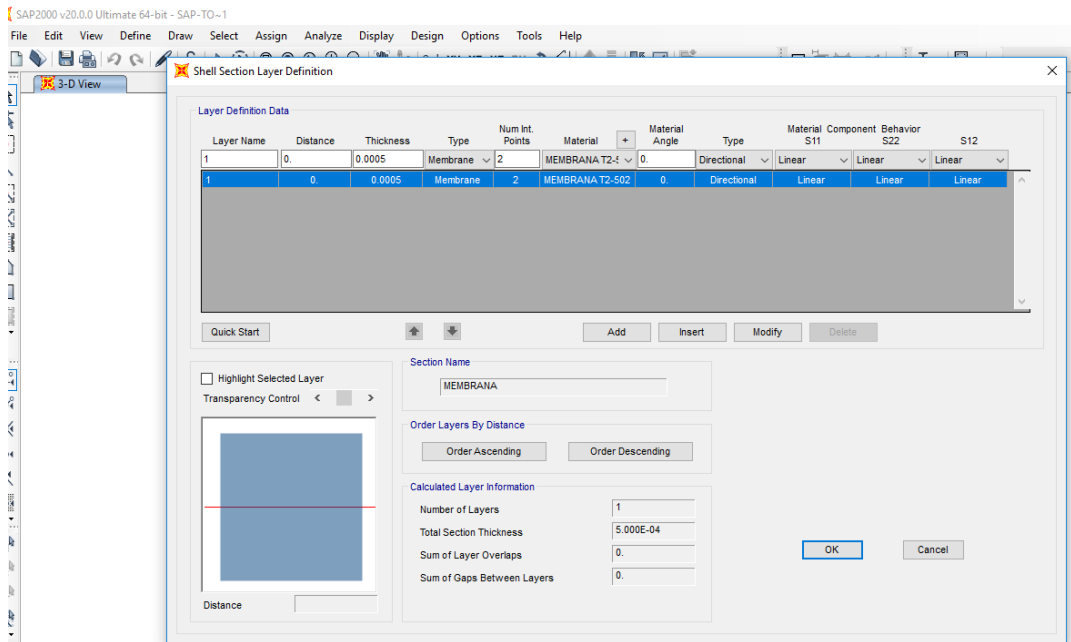 SAP2000 v20.0.0 Ultimate 64-bit - SAP-TO~1
File Edit View Define Draw Select Assign Analyze Display Design Options Tools Help
3-D View
Shell Section Layer Definition
Layer Definition Data
Num Int. Material Material Component Behavior
Layer Name Distance Thickness Type Points Material + Angle Type S11 S22 S12
1 0. 0.0005 Membrane 2 MEMBRANA T2-5 0. Directional Linear Linear Linear
1 0. 0.0005 Membrane 2 MEMBRANA T2-502 0. Directional Linear Linear Linear
Quick Start Add Insert Modify Delete
Highlight Selected Layer
Transparency Control
Section Name
MEMBRANA
Order Layers By Distance
Order Ascending Order Descending
Calculated Layer Information
Number of Layers 1
Total Section Thickness 5.000E-04
Sum of Layer Overlaps 0.
Sum of Gaps Between Layers 0.
OK Cancel
Distance